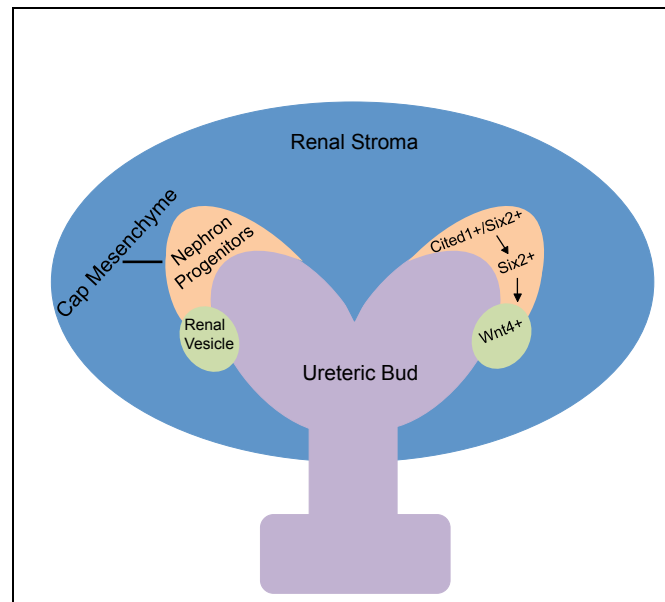 Renal Stroma
Cap Mesenchyme
Nephron
Progenitors
Cited1+/Six2+
Six2+
Renal
Vesicle
Wnt4+
Ureteric Bud